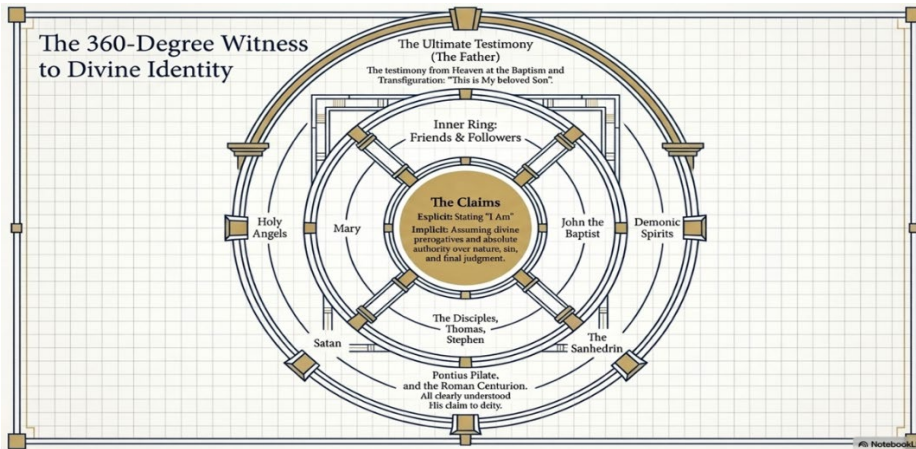 The 360-Degree Witness
to Divine Identity
The Ultimate Testimony
(The Father)
The testimony from Heaven at the Baptism and
Transfiguration: "This is My beloved Son".
Inner Ring:
Friends & Followers
The Claims
Explicit: Stating "I Am"
Implicit: Assuming divine
prerogatives and absolute
authority over nature, sin,
and final judgment.
Holy
Angels
Mary
John the
Baptist
Demonic
Spirits
The Disciples,
Thomas,
Stephen
Satan
The
Sanhedrin
Pontius Pilate,
and the Roman Centurion.
All clearly understood
His claim to deity.